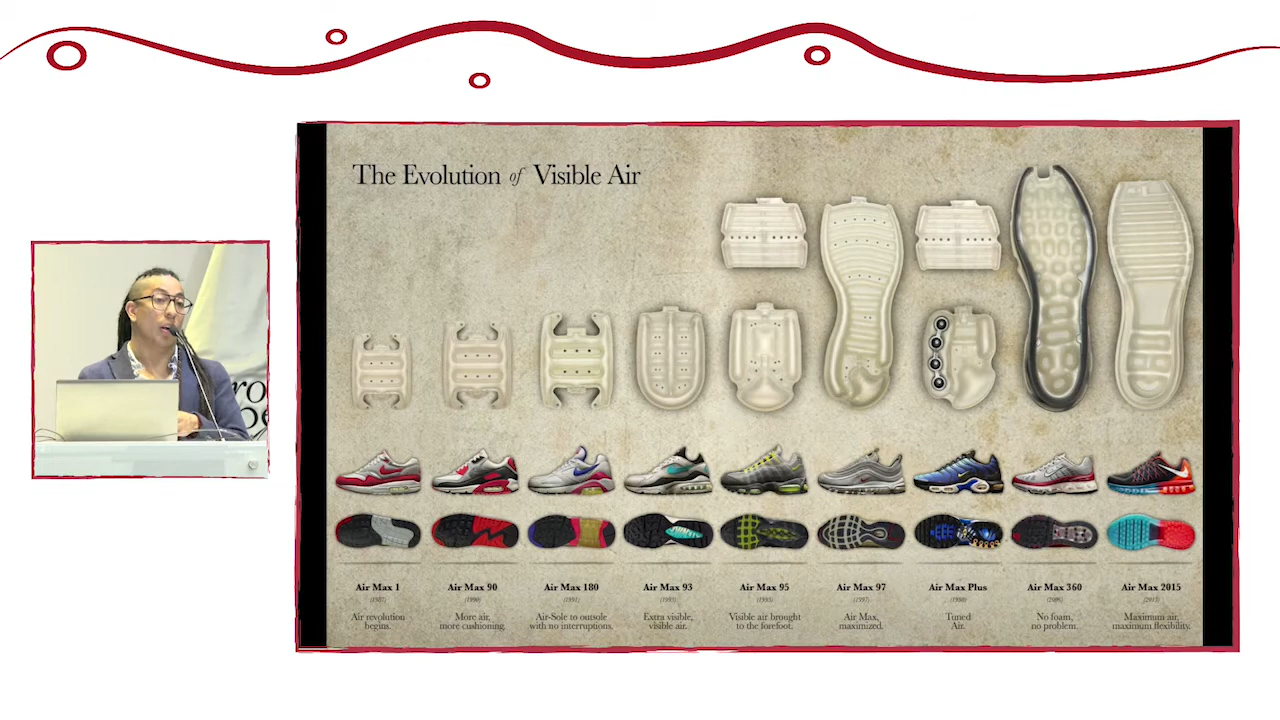 The Evolution of Visible Air
Air Max 1
(1987)
Air revolution
begins.
Air Max 90
(1990)
More air,
more cushioning.
Air Max 180
(1991)
Air-Sole to outsole
with no interruptions.
Air Max 93
(1993)
Extra visible,
visible air.
Air Max 95
(1995)
Visible air brought
to the forefoot.
Air Max 97
(1997)
Air Max,
maximized.
Air Max Plus
(1998)
Tuned
Air.
Air Max 360
(2006)
No foam,
no problem.
Air Max 2015
(2015)
Maximum air,
maximum flexibility.